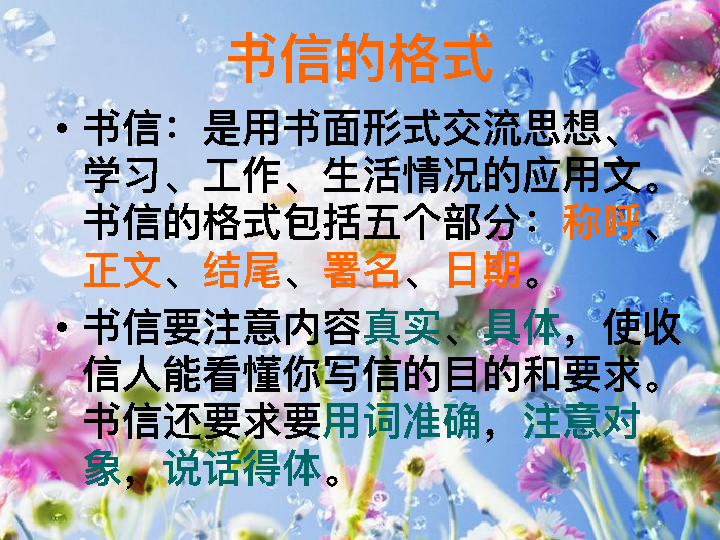 书信的格式
• 书信：是用书面形式交流思想、
学习、工作、生活情况的应用文。
书信的格式包括五个部分：称呼、
正文、结尾、署名、日期。
• 书信要注意内容真实、具体，使收
信人能看懂你写信的目的和要求。
书信还要求要用词准确，注意对
象，说话得体。